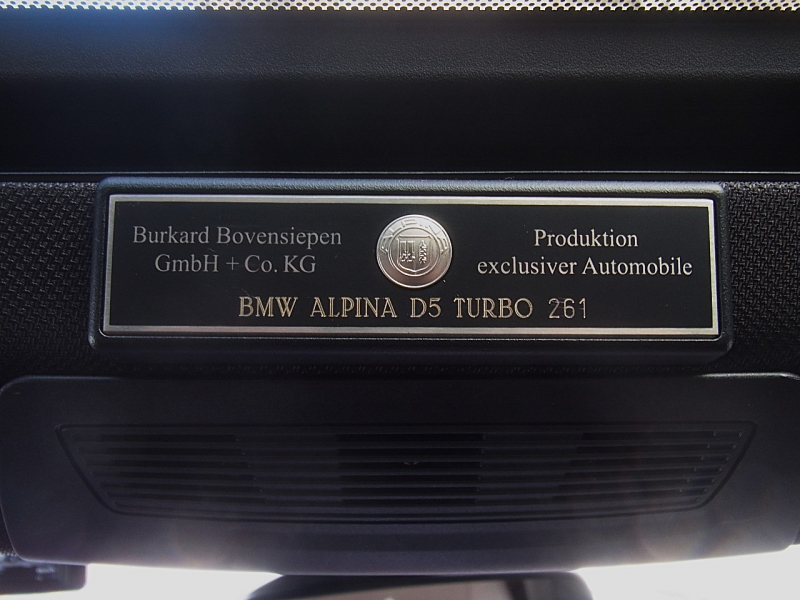 Burkard Bovensiepen
GmbH + Co. KG
Produktion
exclusiver Automobile
BMW ALPINA D5 TURBO 261